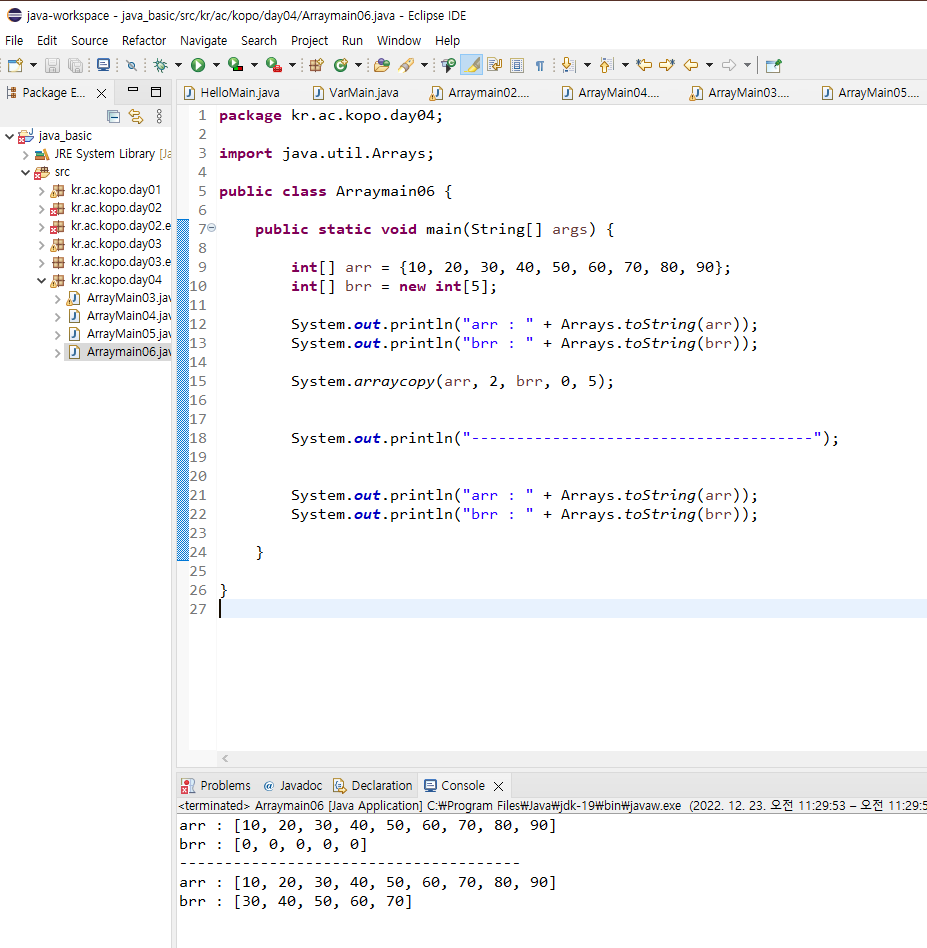 java-workspace - java_basic/src/kr/ac/kopo/day04/Arraymain06.java - Eclipse IDE
File Edit Source Refactor Navigate Search Project Run Window Help
Package E...
HelloMain.java VarMain.java Arraymain02.... ArrayMain04.... ArrayMain03.... ArrayMain05....
java_basic
JRE System Library [Ja
src
kr.ac.kopo.day01
kr.ac.kopo.day02
kr.ac.kopo.day02.e
kr.ac.kopo.day03
kr.ac.kopo.day03.e
kr.ac.kopo.day04
ArrayMain03.jav
ArrayMain04.jav
ArrayMain05.jav
Arraymain06.jav
1 package kr.ac.kopo.day04;
2
3 import java.util.Arrays;
4
5 public class Arraymain06 {
6
7 public static void main(String[] args) {
8
9 int[] arr = {10, 20, 30, 40, 50, 60, 70, 80, 90};
10 int[] brr = new int[5];
11
12 System.out.println("arr : " + Arrays.toString(arr));
13 System.out.println("brr : " + Arrays.toString(brr));
14
15 System.arraycopy(arr, 2, brr, 0, 5);
16
17
18 System.out.println("--------------------------------------");
19
20
21 System.out.println("arr : " + Arrays.toString(arr));
22 System.out.println("brr : " + Arrays.toString(brr));
23
24 }
25
26 }
27
Problems Javadoc Declaration Console
<terminated> Arraymain06 [Java Application] C:₩Program Files₩Java₩jdk-19₩bin₩javaw.exe (2022. 12. 23. 오전 11:29:53 – 오전 11:29:5
arr : [10, 20, 30, 40, 50, 60, 70, 80, 90]
brr : [0, 0, 0, 0, 0]
--------------------------------------
arr : [10, 20, 30, 40, 50, 60, 70, 80, 90]
brr : [30, 40, 50, 60, 70]